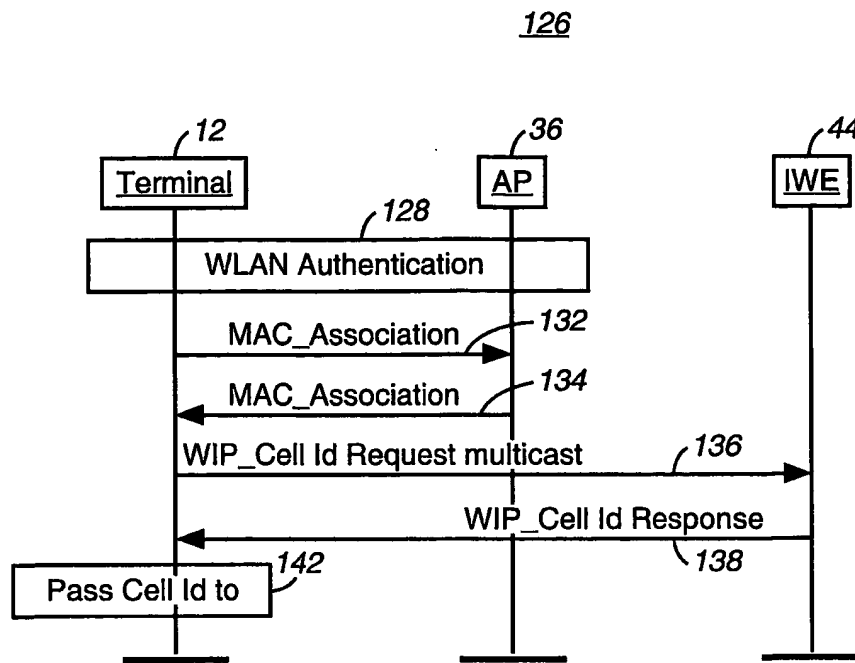 126
12
36
44
Terminal
AP
IWE
128
WLAN Authentication
MAC_Association
132
MAC_Association
134
WIP_Cell Id Request multicast
136
WIP_Cell Id Response
138
142
Pass Cell Id to